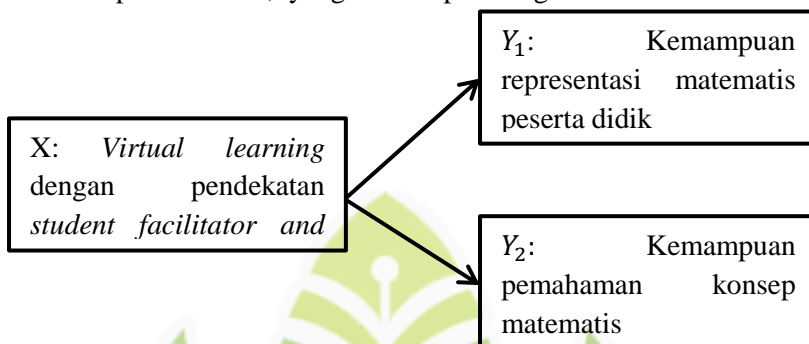 Y₁: Kemampuan
representasi matematis
peserta didik
X: Virtual learning
dengan pendekatan
student facilitator and
Y₂: Kemampuan
pemahaman konsep
matematis